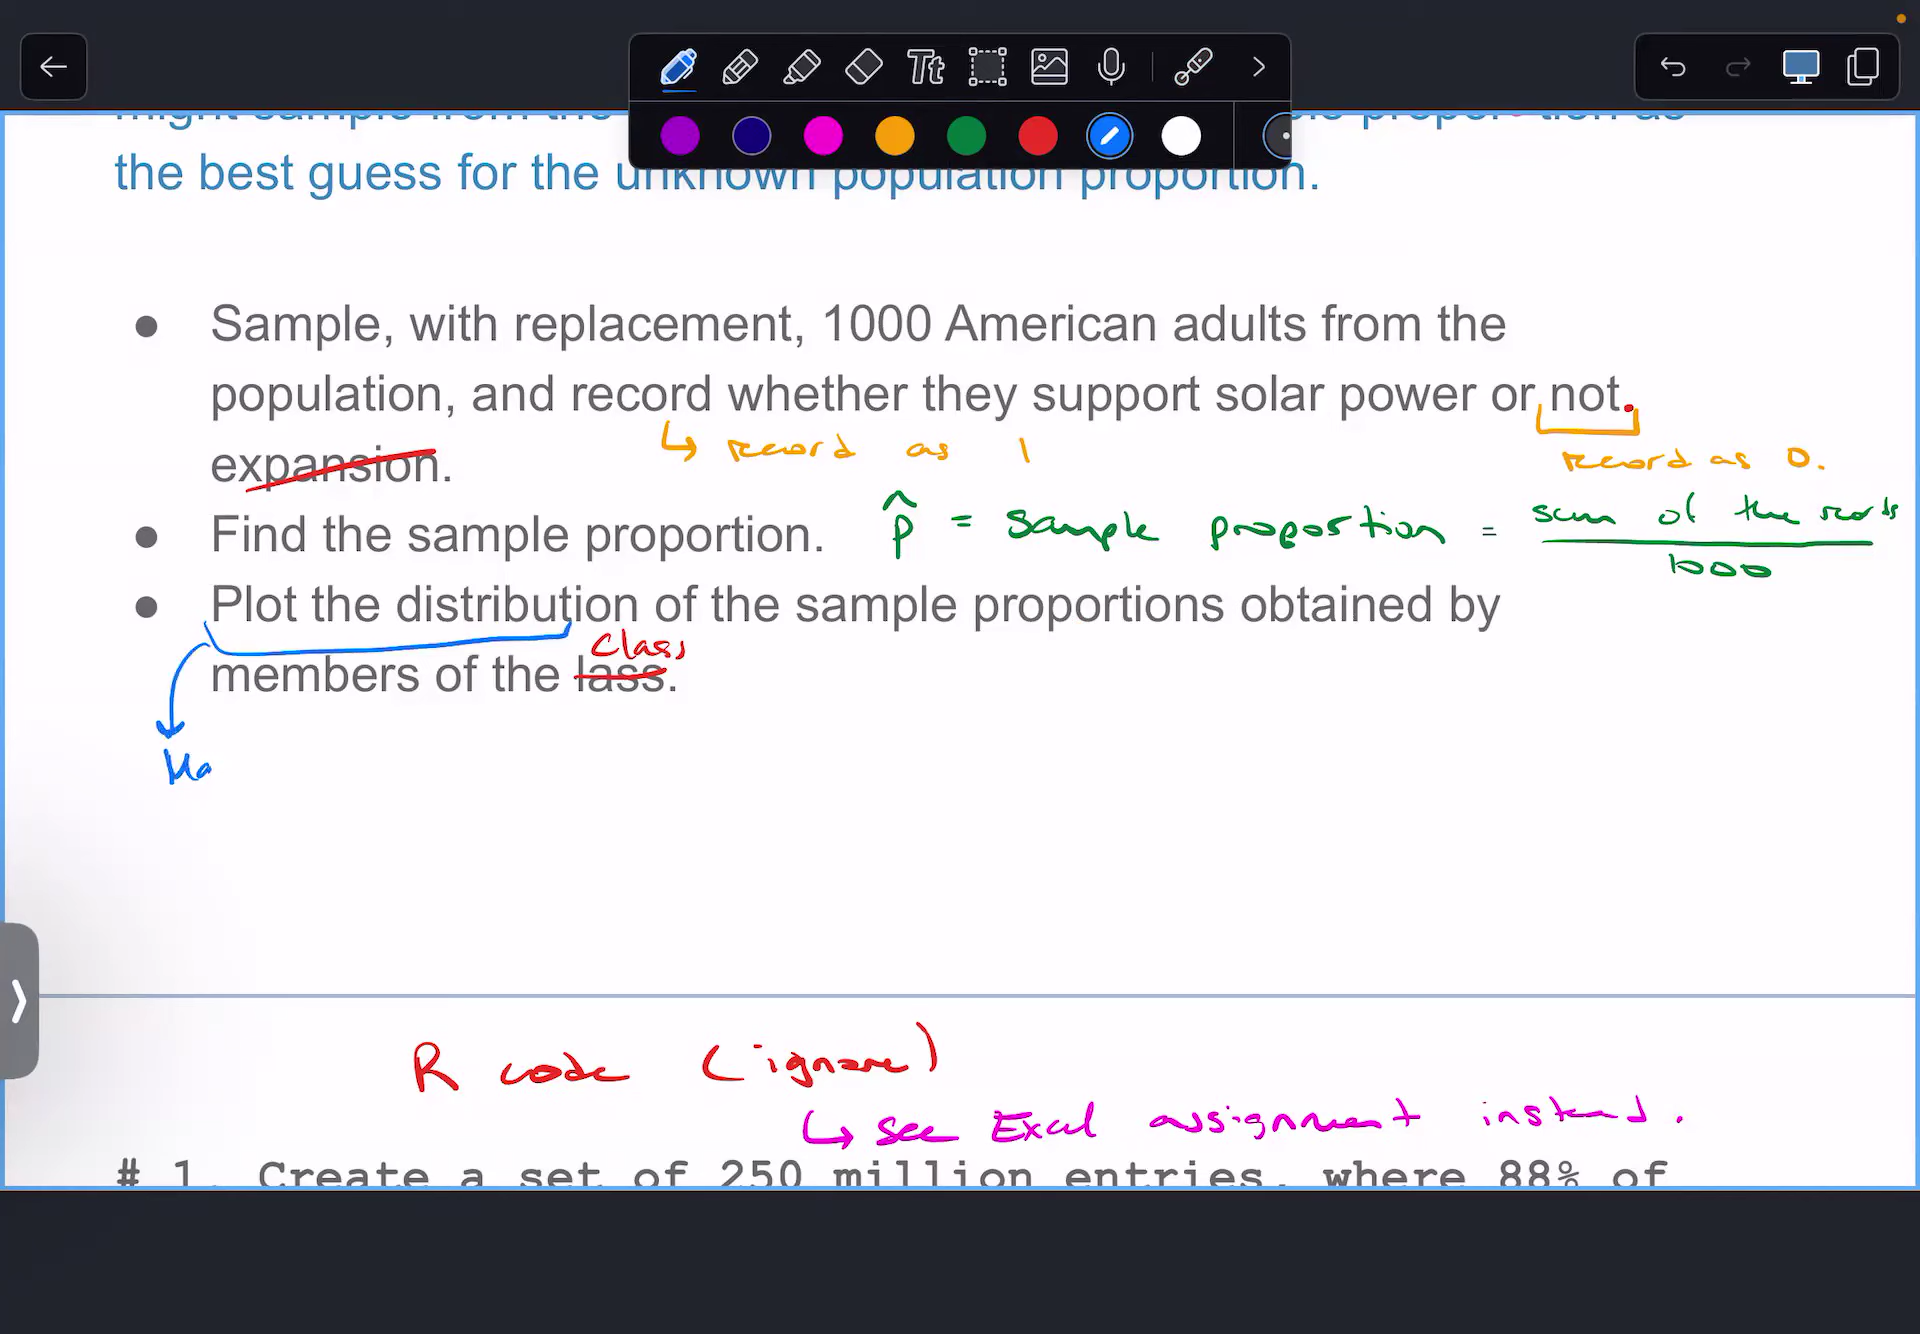 Tt
the best guess for the unknown population proportion.
Sample, with replacement, 1000 American adults from the
population, and record whether they support solar power or not.
expansion.
↳ record as 1
record as 0.
Find the sample proportion.
p̂ = sample proportion = sum of the records / 1000
Plot the distribution of the sample proportions obtained by
class
members of the lass.
Ma
R code (ignore)
↳ see Excel assignment instead.
# 1. Create a set of 250 million entries, where 88% of